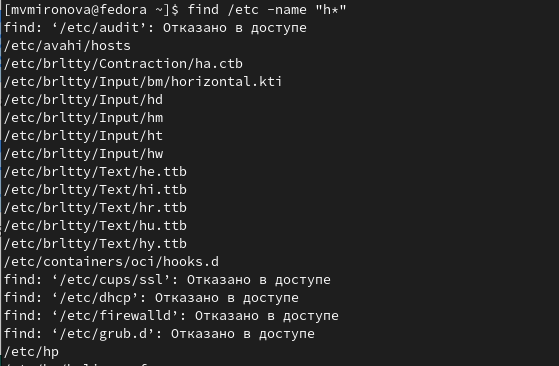 [mvmironova@fedora ~]$ find /etc -name "h*"
find: ‘/etc/audit’: Отказано в доступе
/etc/avahi/hosts
/etc/brltty/Contraction/ha.ctb
/etc/brltty/Input/bm/horizontal.kti
/etc/brltty/Input/hd
/etc/brltty/Input/hm
/etc/brltty/Input/ht
/etc/brltty/Input/hw
/etc/brltty/Text/he.ttb
/etc/brltty/Text/hi.ttb
/etc/brltty/Text/hr.ttb
/etc/brltty/Text/hu.ttb
/etc/brltty/Text/hy.ttb
/etc/containers/oci/hooks.d
find: ‘/etc/cups/ssl’: Отказано в доступе
find: ‘/etc/dhcp’: Отказано в доступе
find: ‘/etc/firewalld’: Отказано в доступе
find: ‘/etc/grub.d’: Отказано в доступе
/etc/hp